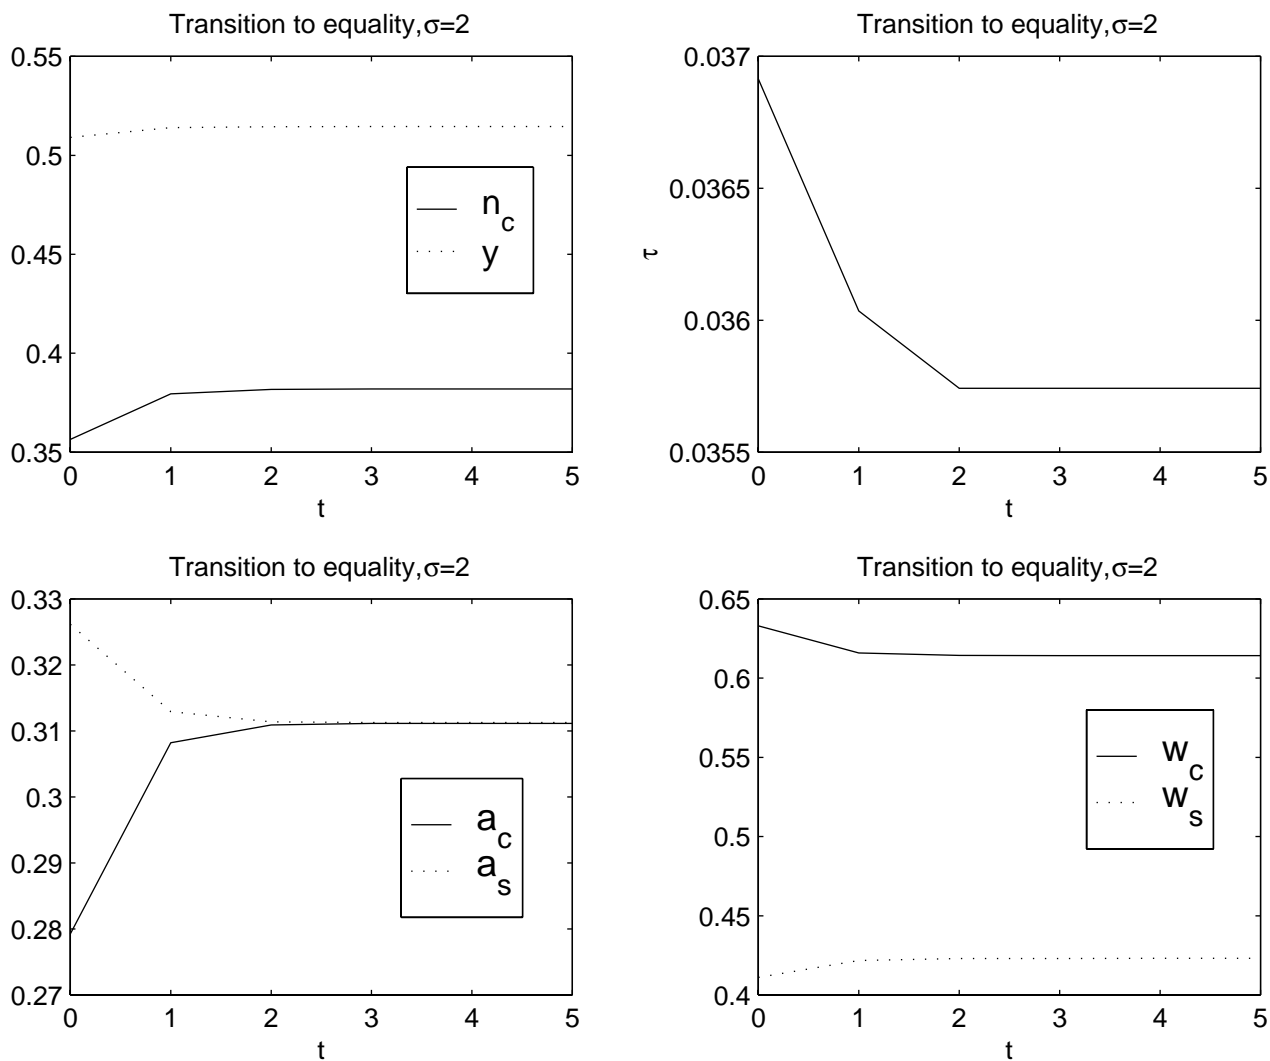 Transition to equality,σ=2
0.55
0.5
0.45
0.4
0.35
0 1 2 3 4 5
t
n_c
y
0.037
0.0365
0.036
0.0355
τ
0 1 2 3 4 5
t
Transition to equality,σ=2
Transition to equality,σ=2
0.33
0.32
0.31
0.3
0.29
0.28
0.27
0 1 2 3 4 5
t
a_c
a_s
Transition to equality,σ=2
0.65
0.6
0.55
0.5
0.45
0.4
0 1 2 3 4 5
t
w_c
w_s